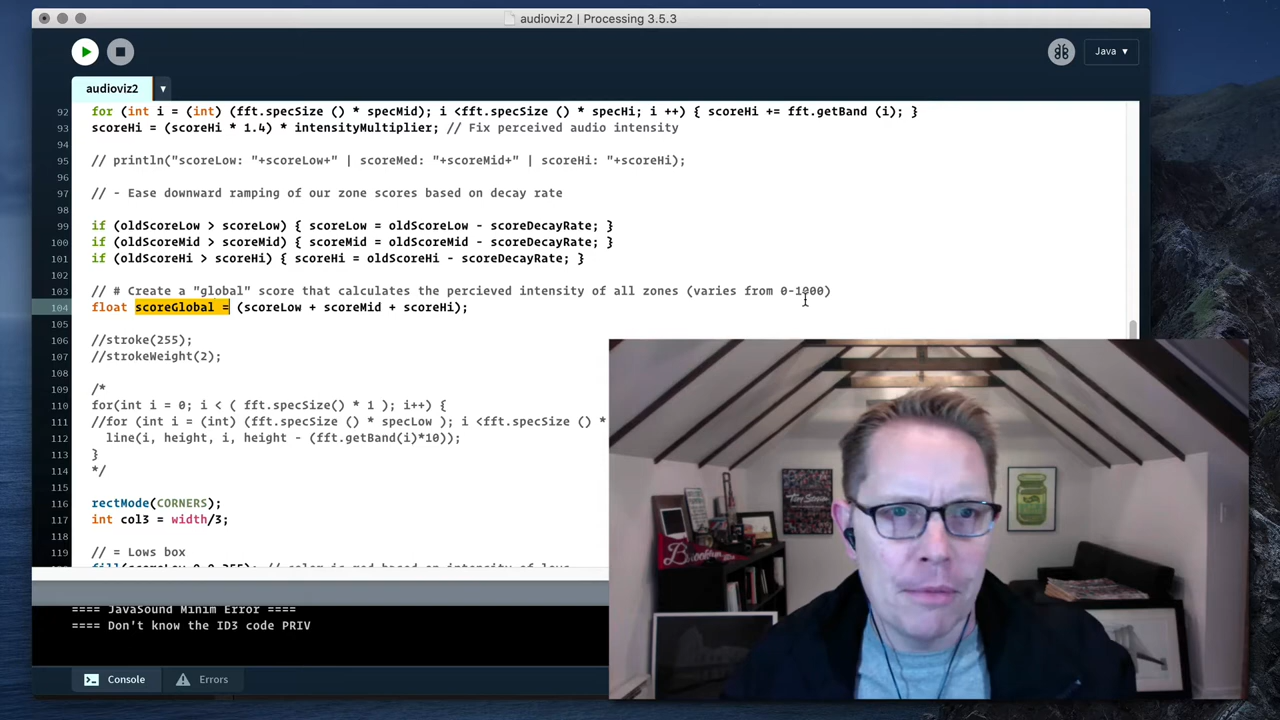 audioviz2 | Processing 3.5.3
Java ▾
audioviz2
92 for (int i = (int) (fft.specSize () * specMid); i <fft.specSize () * specHi; i ++) { scoreHi += fft.getBand (i); }
93 scoreHi = (scoreHi * 1.4) * intensityMultiplier; // Fix perceived audio intensity
94
95 // println("scoreLow: "+scoreLow+" | scoreMed: "+scoreMid+" | scoreHi: "+scoreHi);
96
97 // - Ease downward ramping of our zone scores based on decay rate
98
99 if (oldScoreLow > scoreLow) { scoreLow = oldScoreLow - scoreDecayRate; }
100 if (oldScoreMid > scoreMid) { scoreMid = oldScoreMid - scoreDecayRate; }
101 if (oldScoreHi > scoreHi) { scoreHi = oldScoreHi - scoreDecayRate; }
102
103 // # Create a "global" score that calculates the percieved intensity of all zones (varies from 0-1000)
104 float scoreGlobal = (scoreLow + scoreMid + scoreHi);
105
106 //stroke(255);
107 //strokeWeight(2);
108
109 /*
110 for(int i = 0; i < ( fft.specSize() * 1 ); i++) {
111 //for (int i = (int) (fft.specSize () * specLow ); i <fft.specSize () *
112 line(i, height, i, height - (fft.getBand(i)*10));
113 }
114 */
115
116 rectMode(CORNERS);
117 int col3 = width/3;
118
119 // = Lows box
==== JavaSound Minim Error ====
==== Don't know the ID3 code PRIV
Console
Errors
Brooklyn